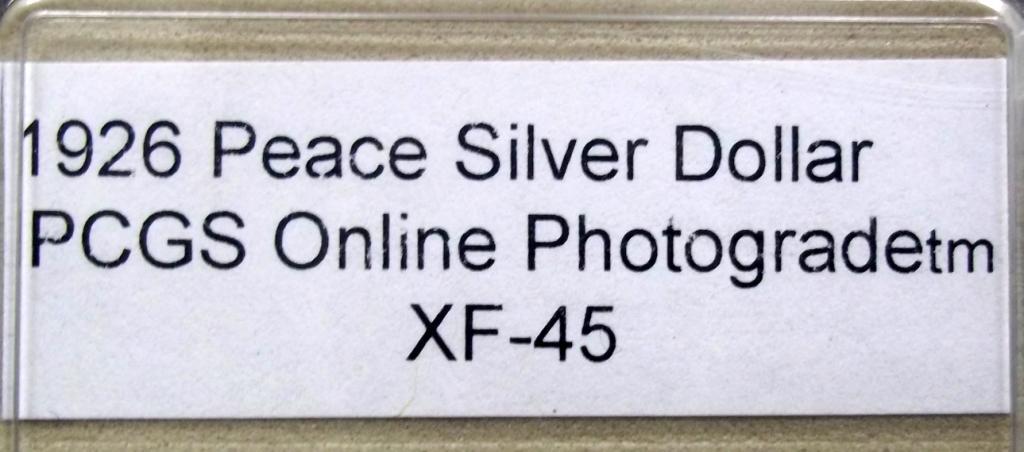 1926 Peace Silver Dollar
PCGS Online Photogradetm
XF-45